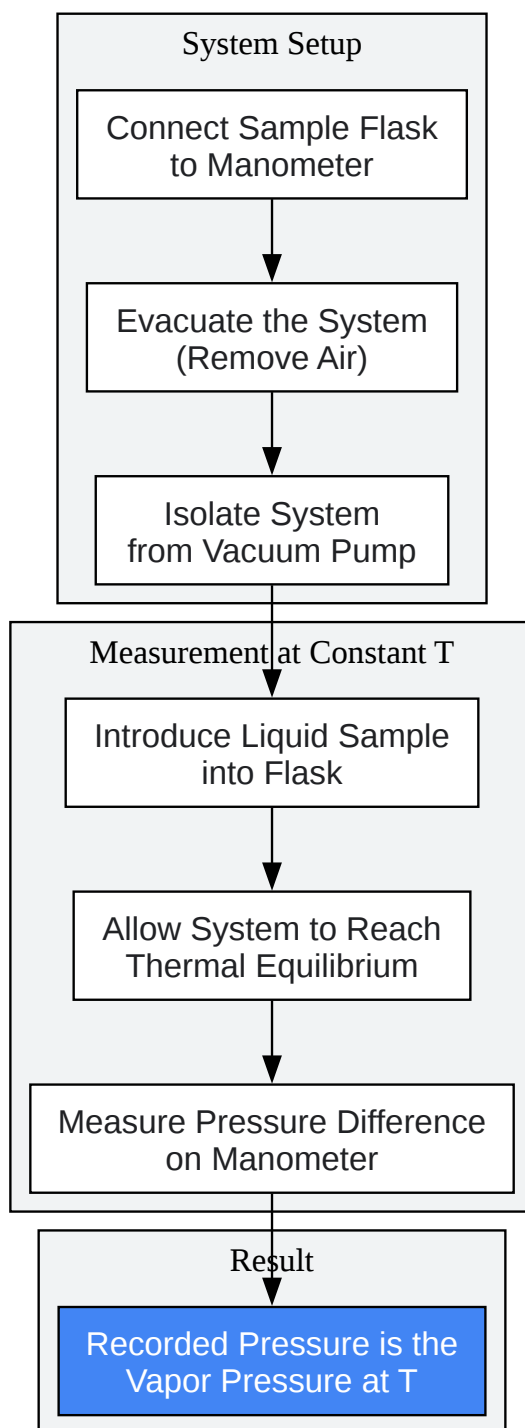 System Setup
Connect Sample Flask
to Manometer
Evacuate the System
(Remove Air)
Isolate System
from Vacuum Pump
Measurement at Constant T
Introduce Liquid Sample
into Flask
Allow System to Reach
Thermal Equilibrium
Measure Pressure Difference
on Manometer
Result
Recorded Pressure is the
Vapor Pressure at T